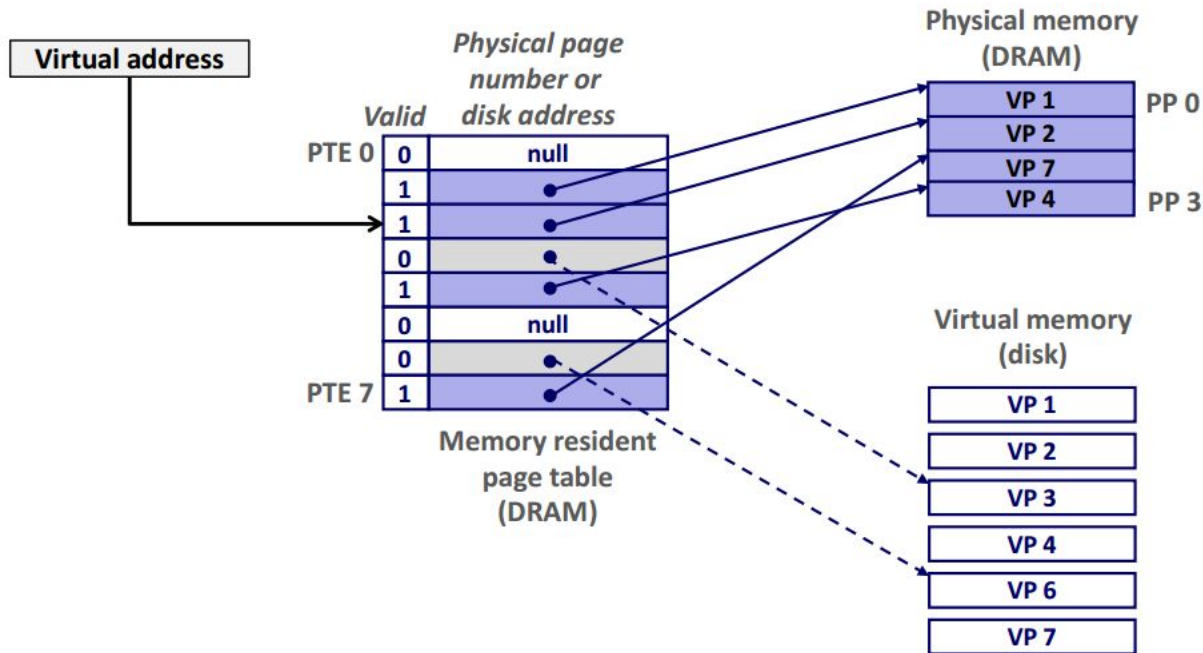 Virtual address
Physical page
number or
disk address
Valid
PTE 0
0
null
1
1
0
1
0
null
0
PTE 7
1
Memory resident
page table
(DRAM)
Physical memory
(DRAM)
VP 1
PP 0
VP 2
VP 7
VP 4
PP 3
Virtual memory
(disk)
VP 1
VP 2
VP 3
VP 4
VP 6
VP 7